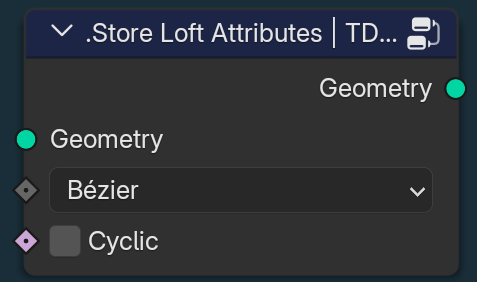 .Store Loft Attributes | TD...
Geometry
Geometry
Bézier
Cyclic